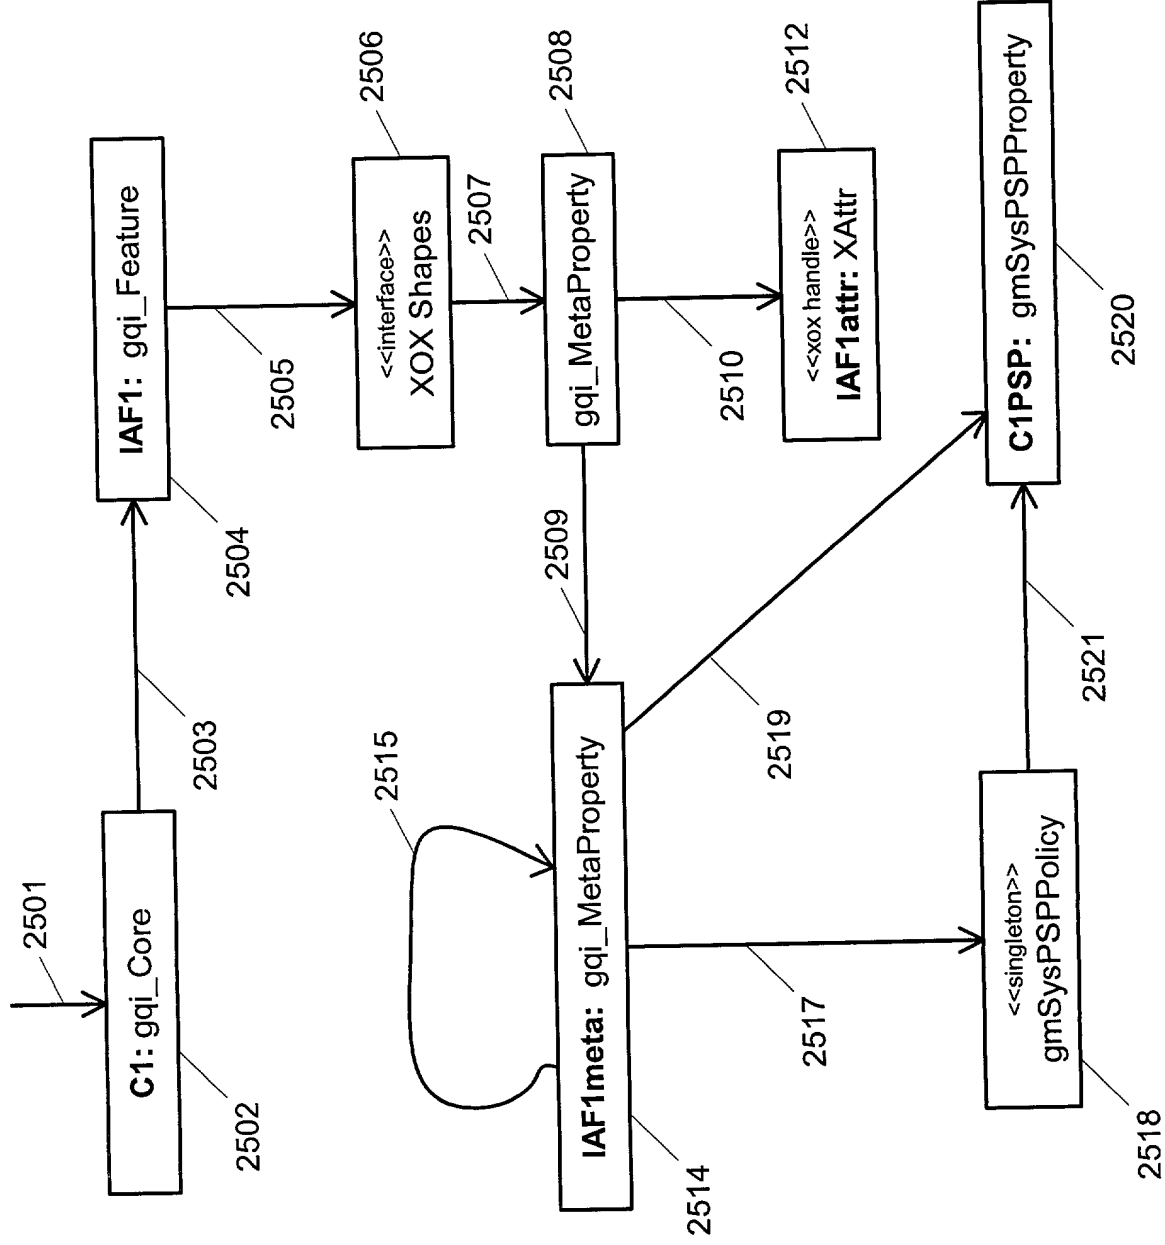 2501
C1: gqi_Core
2502
2503
IAF1: gqi_Feature
2504
2505
<<interface>>
XOX Shapes
2506
2507
gqi_MetaProperty
2508
2509
2510
<<xox handle>>
IAF1attr: XAttr
2512
IAF1meta: gqi_MetaProperty
2514
2515
2517
<<singleton>>
gmSysPSPPolicy
2518
2519
C1PSP: gmSysPSPProperty
2520
2521